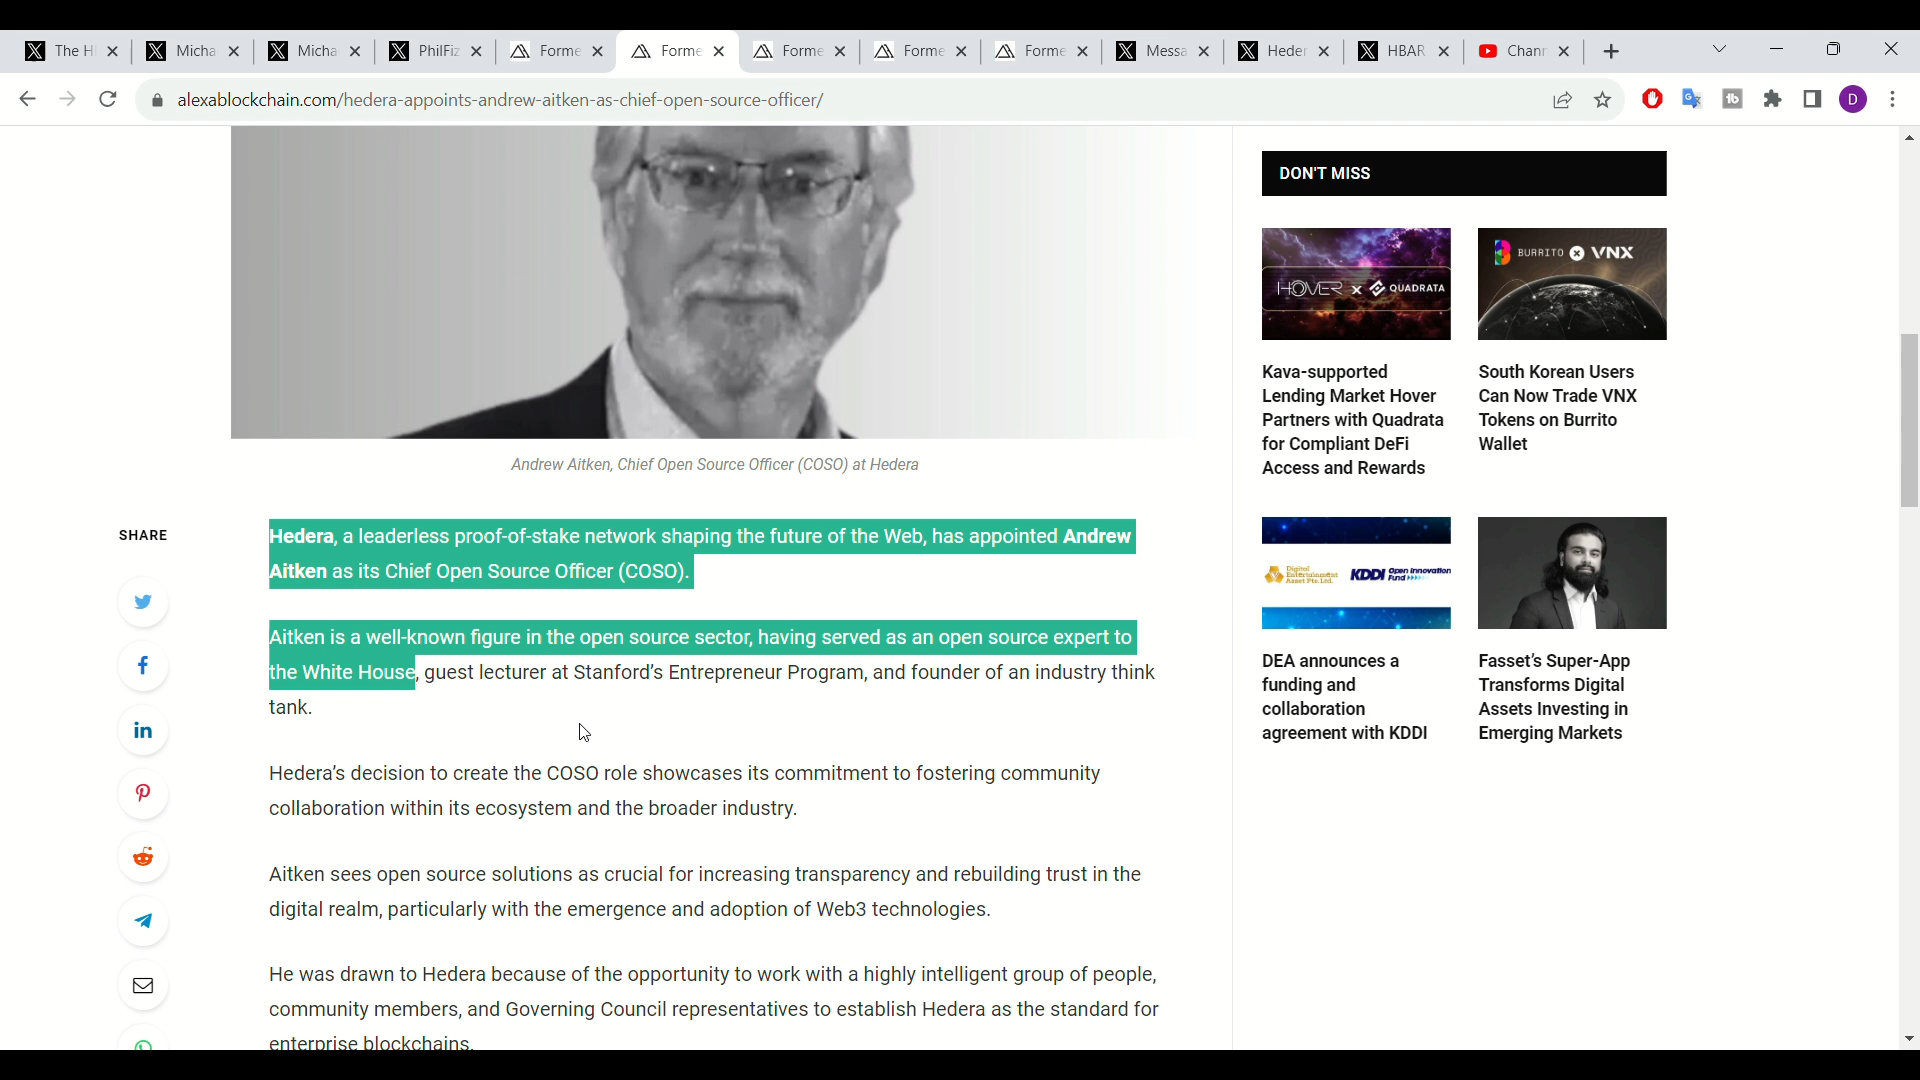 The H
Micha
Micha
PhilFiz
Forme
Forme
Forme
Forme
Forme
Messa
Heder
HBAR
Chann
alexablockchain.com/hedera-appoints-andrew-aitken-as-chief-open-source-officer/
D
Andrew Aitken, Chief Open Source Officer (COSO) at Hedera
SHARE
Hedera, a leaderless proof-of-stake network shaping the future of the Web, has appointed Andrew
Aitken as its Chief Open Source Officer (COSO).
Aitken is a well-known figure in the open source sector, having served as an open source expert to
the White House, guest lecturer at Stanford’s Entrepreneur Program, and founder of an industry think
tank.
Hedera’s decision to create the COSO role showcases its commitment to fostering community
collaboration within its ecosystem and the broader industry.
Aitken sees open source solutions as crucial for increasing transparency and rebuilding trust in the
digital realm, particularly with the emergence and adoption of Web3 technologies.
He was drawn to Hedera because of the opportunity to work with a highly intelligent group of people,
community members, and Governing Council representatives to establish Hedera as the standard for
enterprise blockchains.
DON'T MISS
HOVER x QUADRATA
Kava-supported
Lending Market Hover
Partners with Quadrata
for Compliant DeFi
Access and Rewards
BURRITO x VNX
South Korean Users
Can Now Trade VNX
Tokens on Burrito
Wallet
Digital
Entertainment
Asset Pte.Ltd.
KDDI Open Innovation
Fund
DEA announces a
funding and
collaboration
agreement with KDDI
Fasset’s Super-App
Transforms Digital
Assets Investing in
Emerging Markets